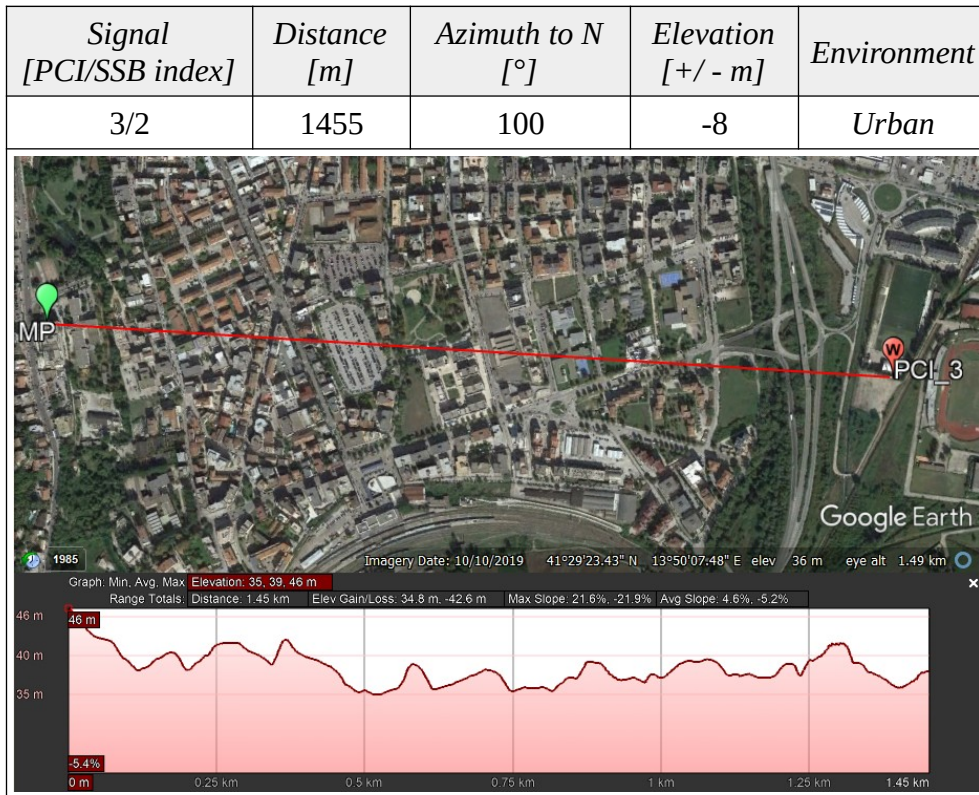 Signal Distance Azimuth to N Elevation Environment
[PCI/SSB index] [m] [°] [+/ - m]
3/2 1455 100 -8 Urban
MP
W
PCI_3
Google Earth
1985 Imagery Date: 10/10/2019 41°29'23.43" N 13°50'07.48" E elev 36 m eye alt 1.49 km
Graph: Min, Avg, Max Elevation: 35, 39, 46 m
Range Totals: Distance: 1.45 km Elev Gain/Loss: 34.8 m, -42.6 m Max Slope: 21.6%, -21.9% Avg Slope: 4.6%, -5.2%
46 m 46 m
40 m
35 m
-5.4%
0 m 0.25 km 0.5 km 0.75 km 1 km 1.25 km 1.45 km